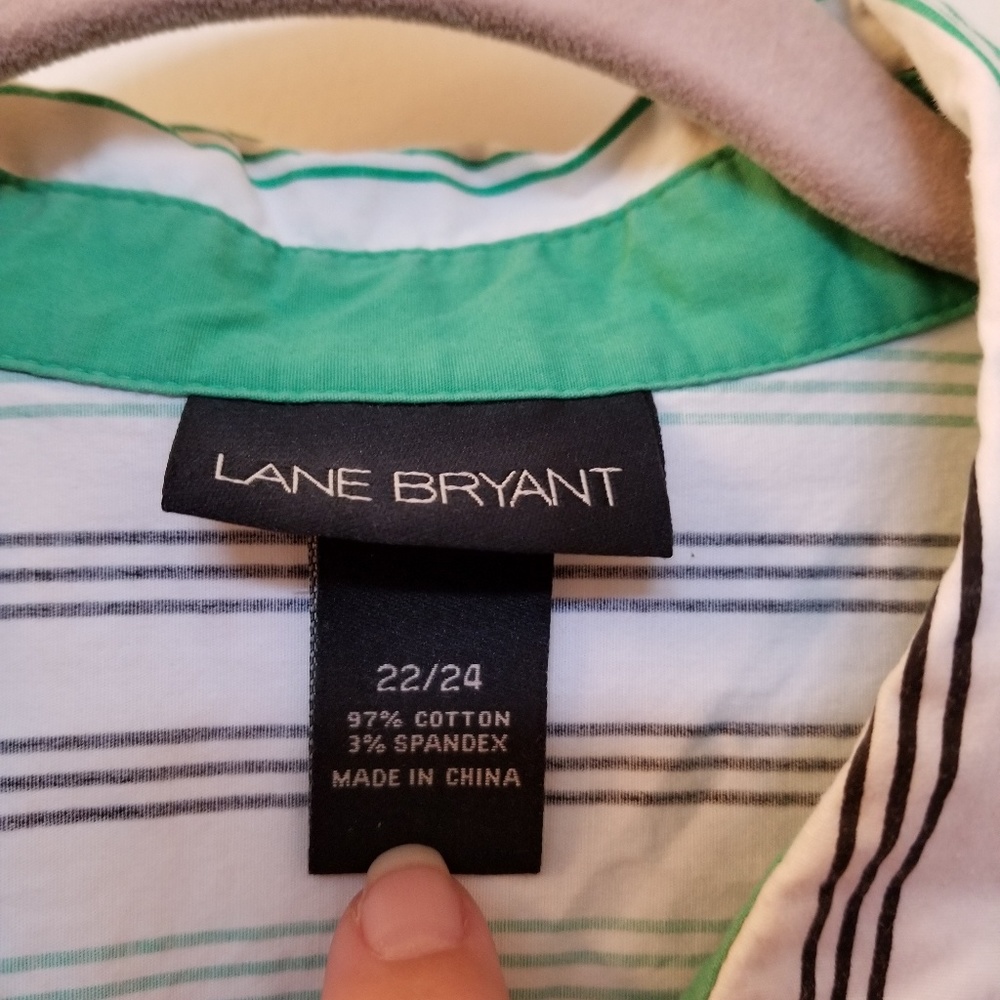 LANE BRYANT
22/24
97% COTTON
3% SPANDEX
MADE IN CHINA